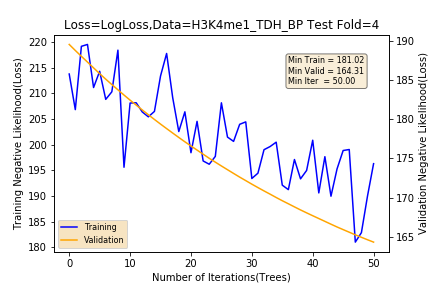 Loss=LogLoss,Data=H3K4me1_TDH_BP Test Fold=4
Training Negative Likelihood(Loss)
220
215
210
205
200
195
190
185
180
Min Train = 181.02
Min Valid = 164.31
Min Iter = 50.00
Training
Validation
190
185
180
175
170
165
Validation Negative Likelihood(Loss)
0
10
20
30
40
50
Number of Iterations(Trees)